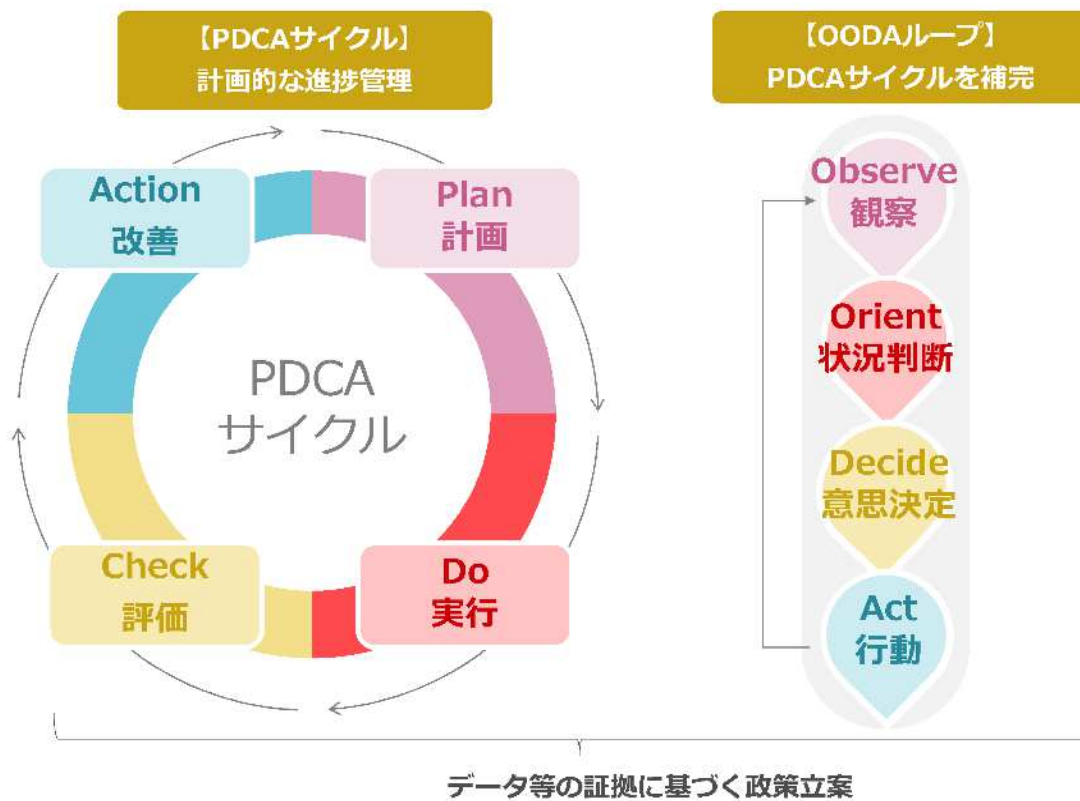 【PDCAサイクル】
計画的な進捗管理
Action
改善
Plan
計画
PDCA
サイクル
Check
評価
Do
実行
【OODAループ】
PDCAサイクルを補完
Observe
観察
Orient
状況判断
Decide
意思決定
Act
行動
データ等の証拠に基づく政策立案